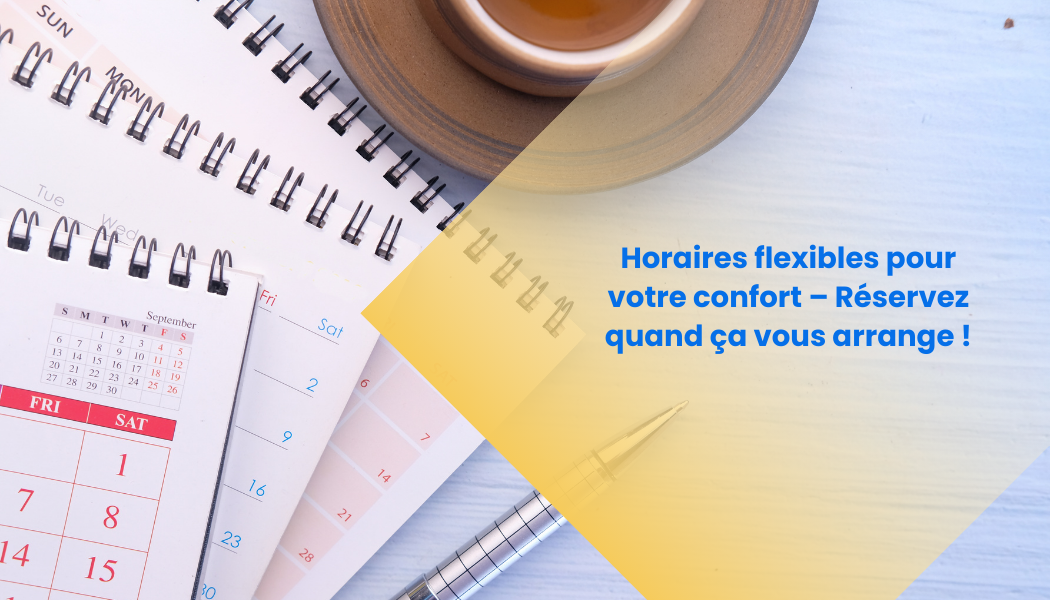 SUN
MON
Tue
Wed
Fri
Sat
2
9
16
23
30
6
7
14
21
28
September
S M T W T F S
1 2 3 4 5
6 7 8 9 10 11 12
13 14 15 16 17 18 19
20 21 22 23 24 25 26
27 28 29 30
FRI SAT
1
7 8
14 15
Horaires flexibles pour
votre confort – Réservez
quand ça vous arrange !